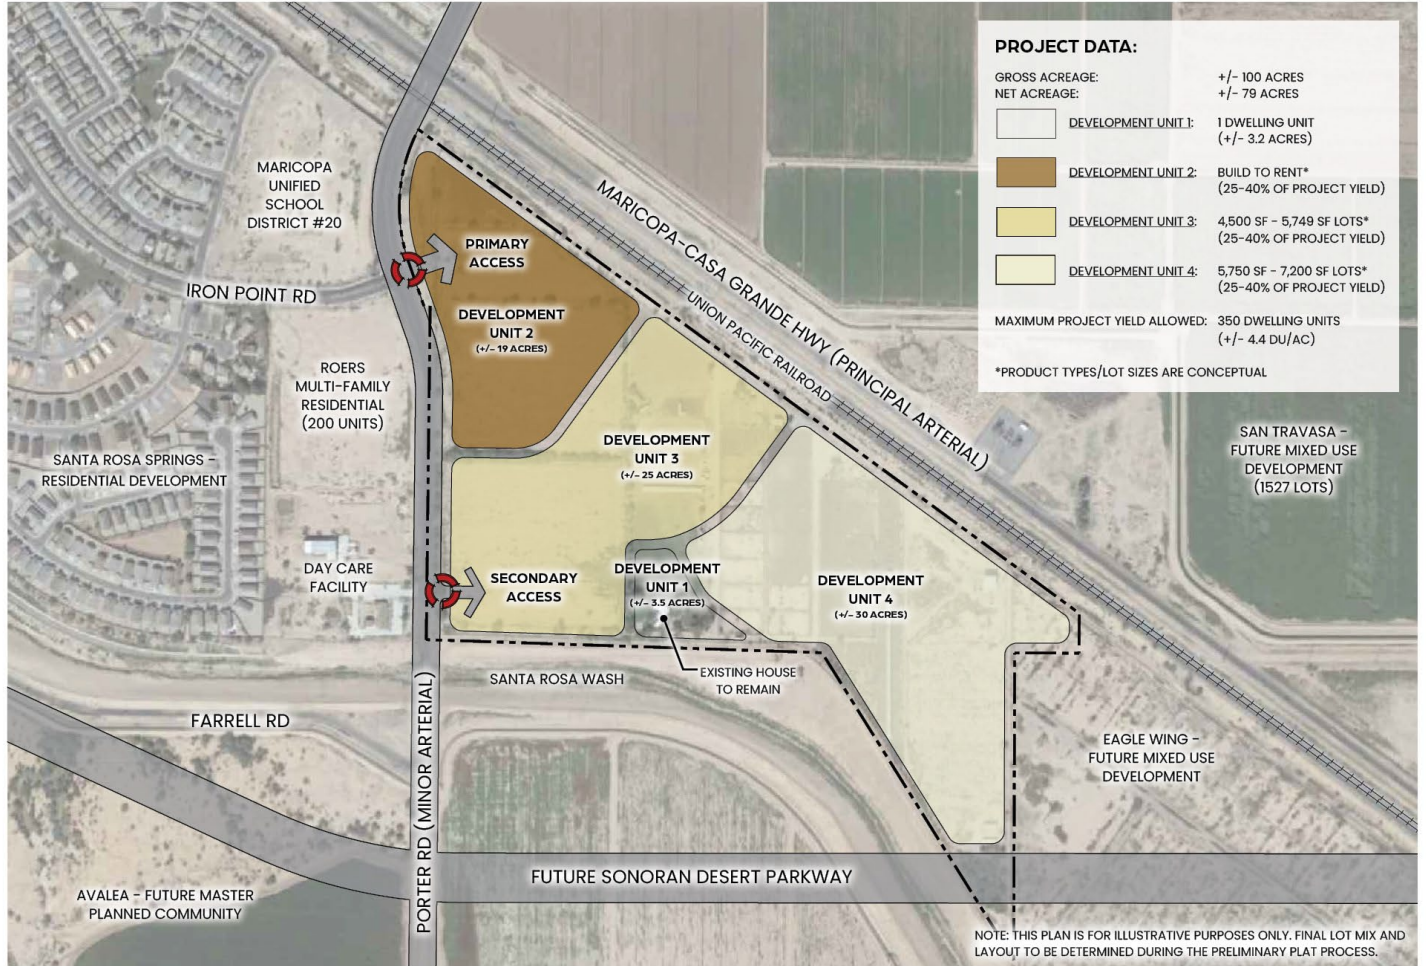 PROJECT DATA:
GROSS ACREAGE: +/- 100 ACRES
NET ACREAGE: +/- 79 ACRES
DEVELOPMENT UNIT 1: 1 DWELLING UNIT
(+/- 3.2 ACRES)
DEVELOPMENT UNIT 2: BUILD TO RENT*
(25-40% OF PROJECT YIELD)
DEVELOPMENT UNIT 3: 4,500 SF - 5,749 SF LOTS*
(25-40% OF PROJECT YIELD)
DEVELOPMENT UNIT 4: 5,750 SF - 7,200 SF LOTS*
(25-40% OF PROJECT YIELD)
MAXIMUM PROJECT YIELD ALLOWED: 350 DWELLING UNITS
(+/- 4.4 DU/AC)
*PRODUCT TYPES/LOT SIZES ARE CONCEPTUAL
MARICOPA
UNIFIED
SCHOOL
DISTRICT #20
MARICOPA-CASA GRANDE HWY (PRINCIPAL ARTERIAL)
UNION PACIFIC RAILROAD
PRIMARY
ACCESS
IRON POINT RD
DEVELOPMENT
UNIT 2
(+/- 19 ACRES)
ROERS
MULTI-FAMILY
RESIDENTIAL
(200 UNITS)
DEVELOPMENT
UNIT 3
(+/- 25 ACRES)
SAN TRAVASA -
FUTURE MIXED USE
DEVELOPMENT
(1527 LOTS)
SANTA ROSA SPRINGS -
RESIDENTIAL DEVELOPMENT
DAY CARE
FACILITY
SECONDARY
ACCESS
DEVELOPMENT
UNIT 1
(+/- 3.5 ACRES)
DEVELOPMENT
UNIT 4
(+/- 30 ACRES)
EXISTING HOUSE
TO REMAIN
SANTA ROSA WASH
FARRELL RD
PORTER RD (MINOR ARTERIAL)
EAGLE WING -
FUTURE MIXED USE
DEVELOPMENT
FUTURE SONORAN DESERT PARKWAY
AVALEA - FUTURE MASTER
PLANNED COMMUNITY
NOTE: THIS PLAN IS FOR ILLUSTRATIVE PURPOSES ONLY. FINAL LOT MIX AND
LAYOUT TO BE DETERMINED DURING THE PRELIMINARY PLAT PROCESS.